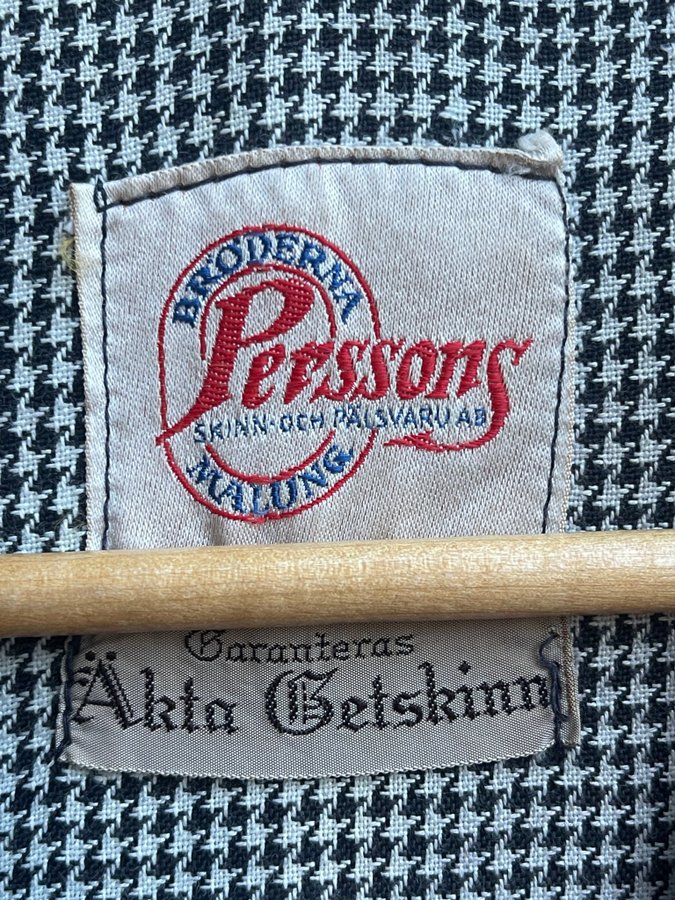 BRÖDERNA
Perssons
SKINN- OCH PÄLSVARU AB
MALUNG
Garanteras
Äkta Getskinn